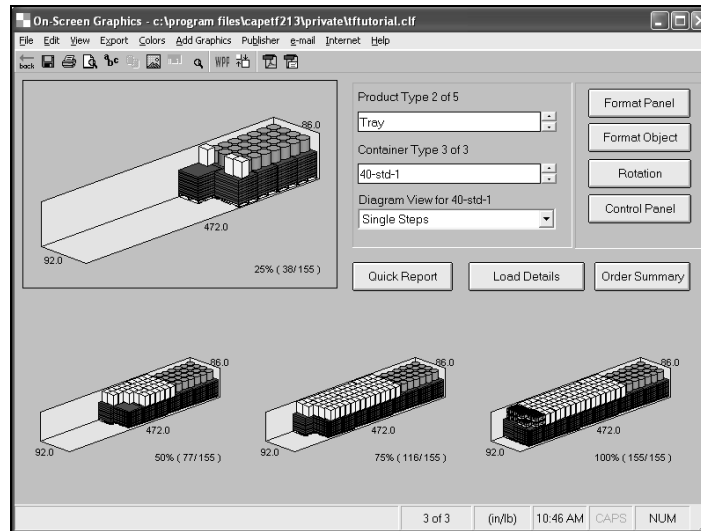 On-Screen Graphics - c:\program files\capetf213\private\tftutorial.clf
File Edit View Export Colors Add Graphics Publisher e-mail Internet Help
back
abc
WPF
86.0
472.0
92.0
25% ( 38/ 155 )
Product Type 2 of 5
Tray
Container Type 3 of 3
40-std-1
Diagram View for 40-std-1
Single Steps
Format Panel
Format Object
Rotation
Control Panel
Quick Report
Load Details
Order Summary
86.0
472.0
92.0
50% ( 77/ 155 )
86.0
472.0
92.0
75% ( 116/ 155 )
86.0
472.0
92.0
100% ( 155/ 155 )
3 of 3
(in/lb)
10:46 AM
CAPS
NUM